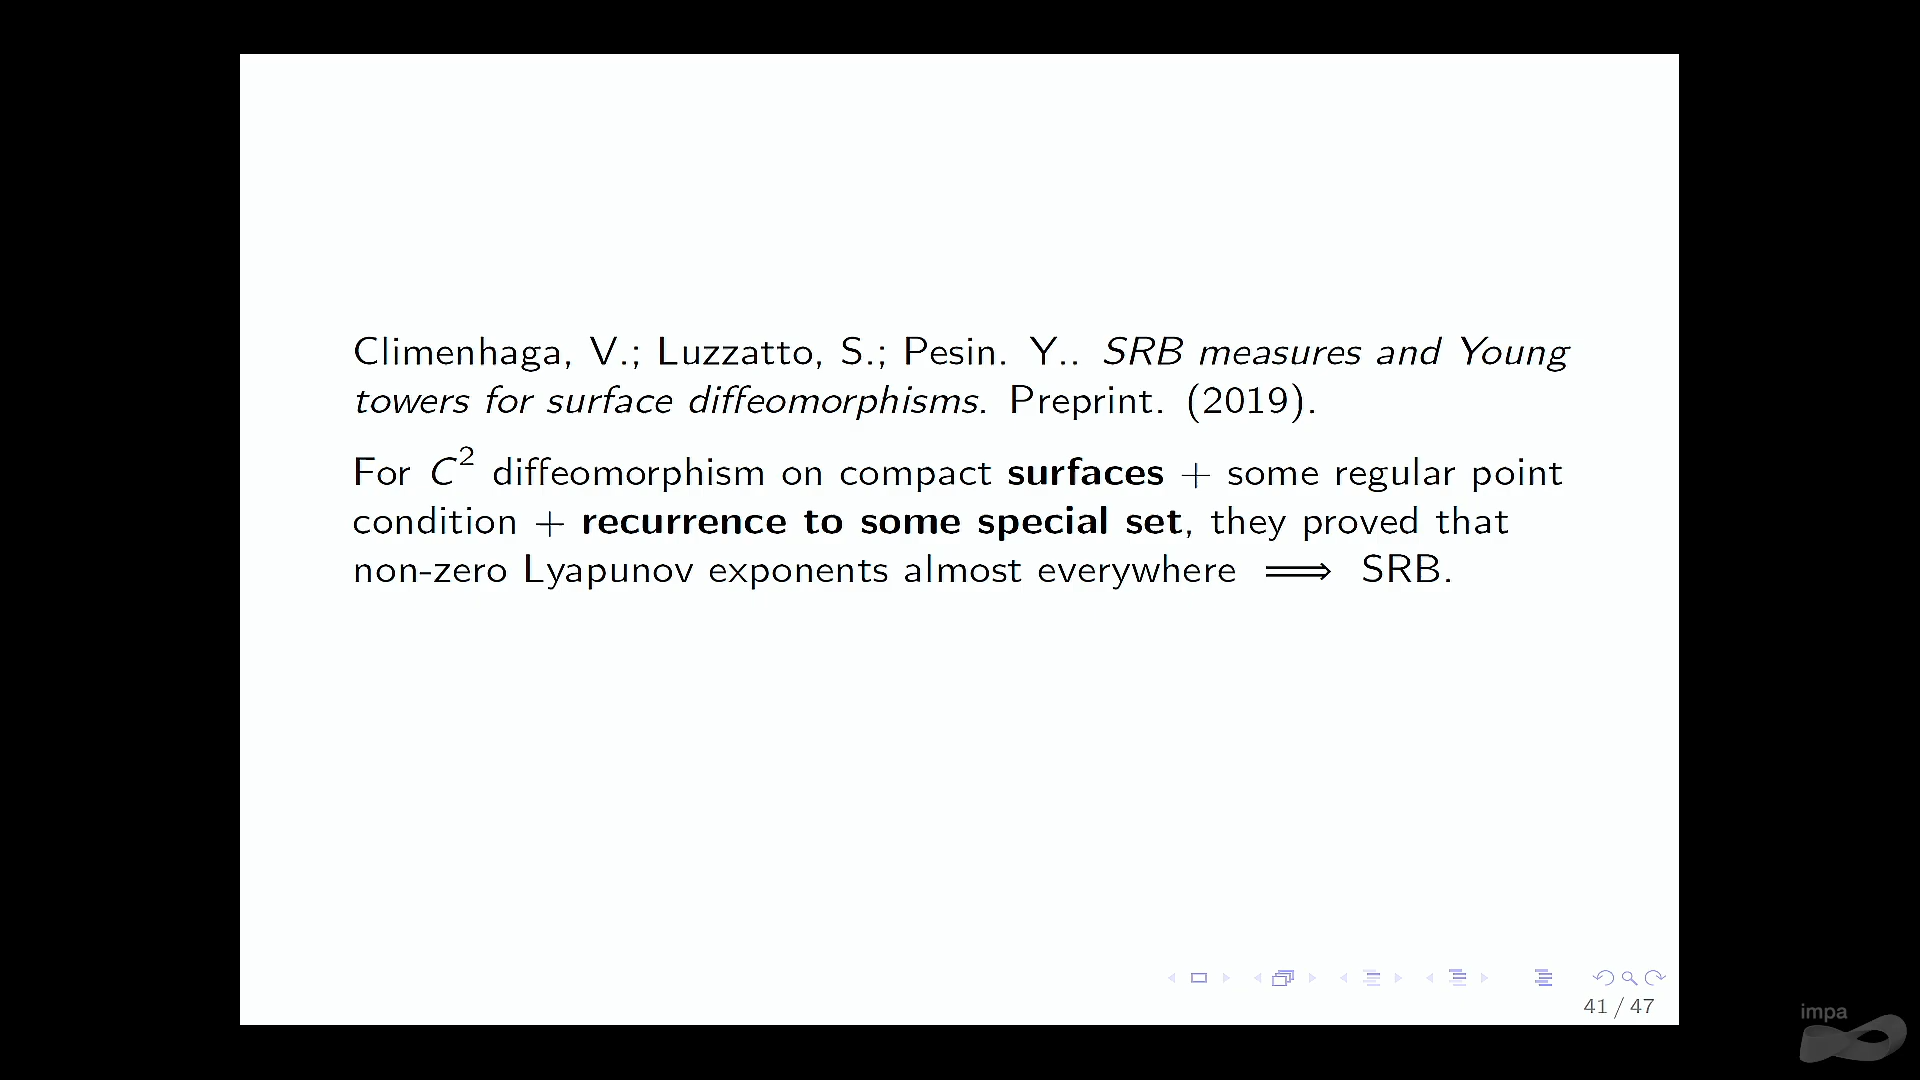 Climenhaga, V.; Luzzatto, S.; Pesin. Y.. SRB measures and Young
towers for surface diffeomorphisms. Preprint. (2019).
For C² diffeomorphism on compact surfaces + some regular point
condition + recurrence to some special set, they proved that
non-zero Lyapunov exponents almost everywhere ⟹ SRB.
41 / 47
impa